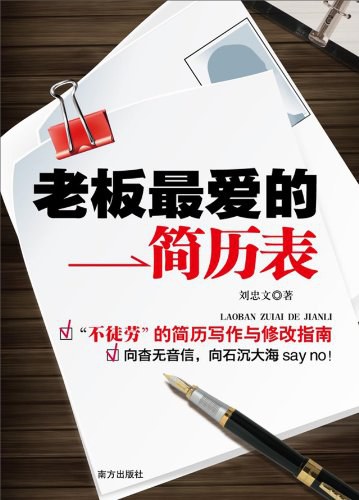 老板最爱的
简历表
刘忠文◎著
LAOBAN ZUIAI DE JIANLI
“不徒劳”的简历写作与修改指南
向杳无音信，向石沉大海 say no！
南方出版社